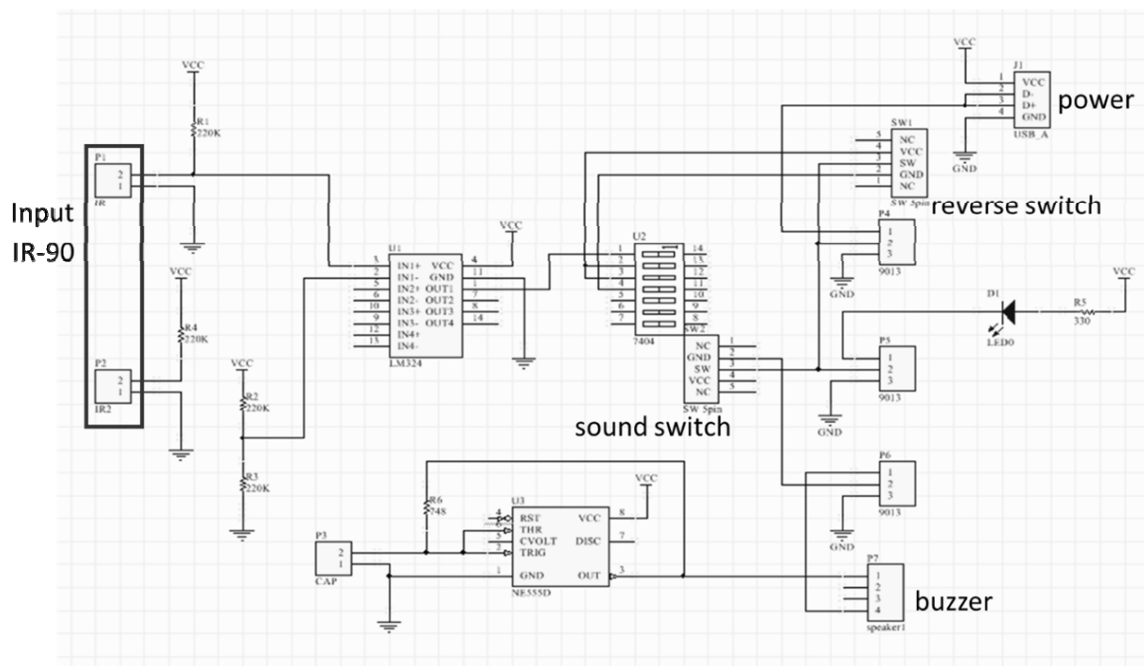 VCC
R1
220K
P1
2
1
IR
Input
IR-90
VCC
R4
220K
P2
2
1
IR2
VCC
R2
220K
R3
220K
U1
3 IN1+ VCC 4
2 IN1- GND 11
5 IN2+ OUT1 1
6 IN2- OUT2 7
10 IN3+ OUT3 8
9 IN3- OUT4 14
12 IN4+
13 IN4-
LM324
VCC
U2
1 14
2 13
3 12
4 11
5 10
6 9
7 8
7404
SW2
NC 1
GND 2
SW 3
VCC 4
NC 5
SW 5pin
sound switch
VCC
J1
1 VCC
2 D-
3 D+
4 GND
USB_A
power
GND
SW1
5 NC
4 VCC
3 SW
2 GND
1 NC
SW 5pin
reverse switch
P4
1
2
3
9013
GND
D1
LED0
R5
330
VCC
P5
1
2
3
9013
GND
P6
1
2
3
9013
GND
R6
748
U3
4 RST VCC 8
THR
5 CVOLT DISC 7
2 TRIG
1 GND OUT 3
NE555D
VCC
P3
2
1
CAP
P7
1
2
3
4
speaker1
buzzer